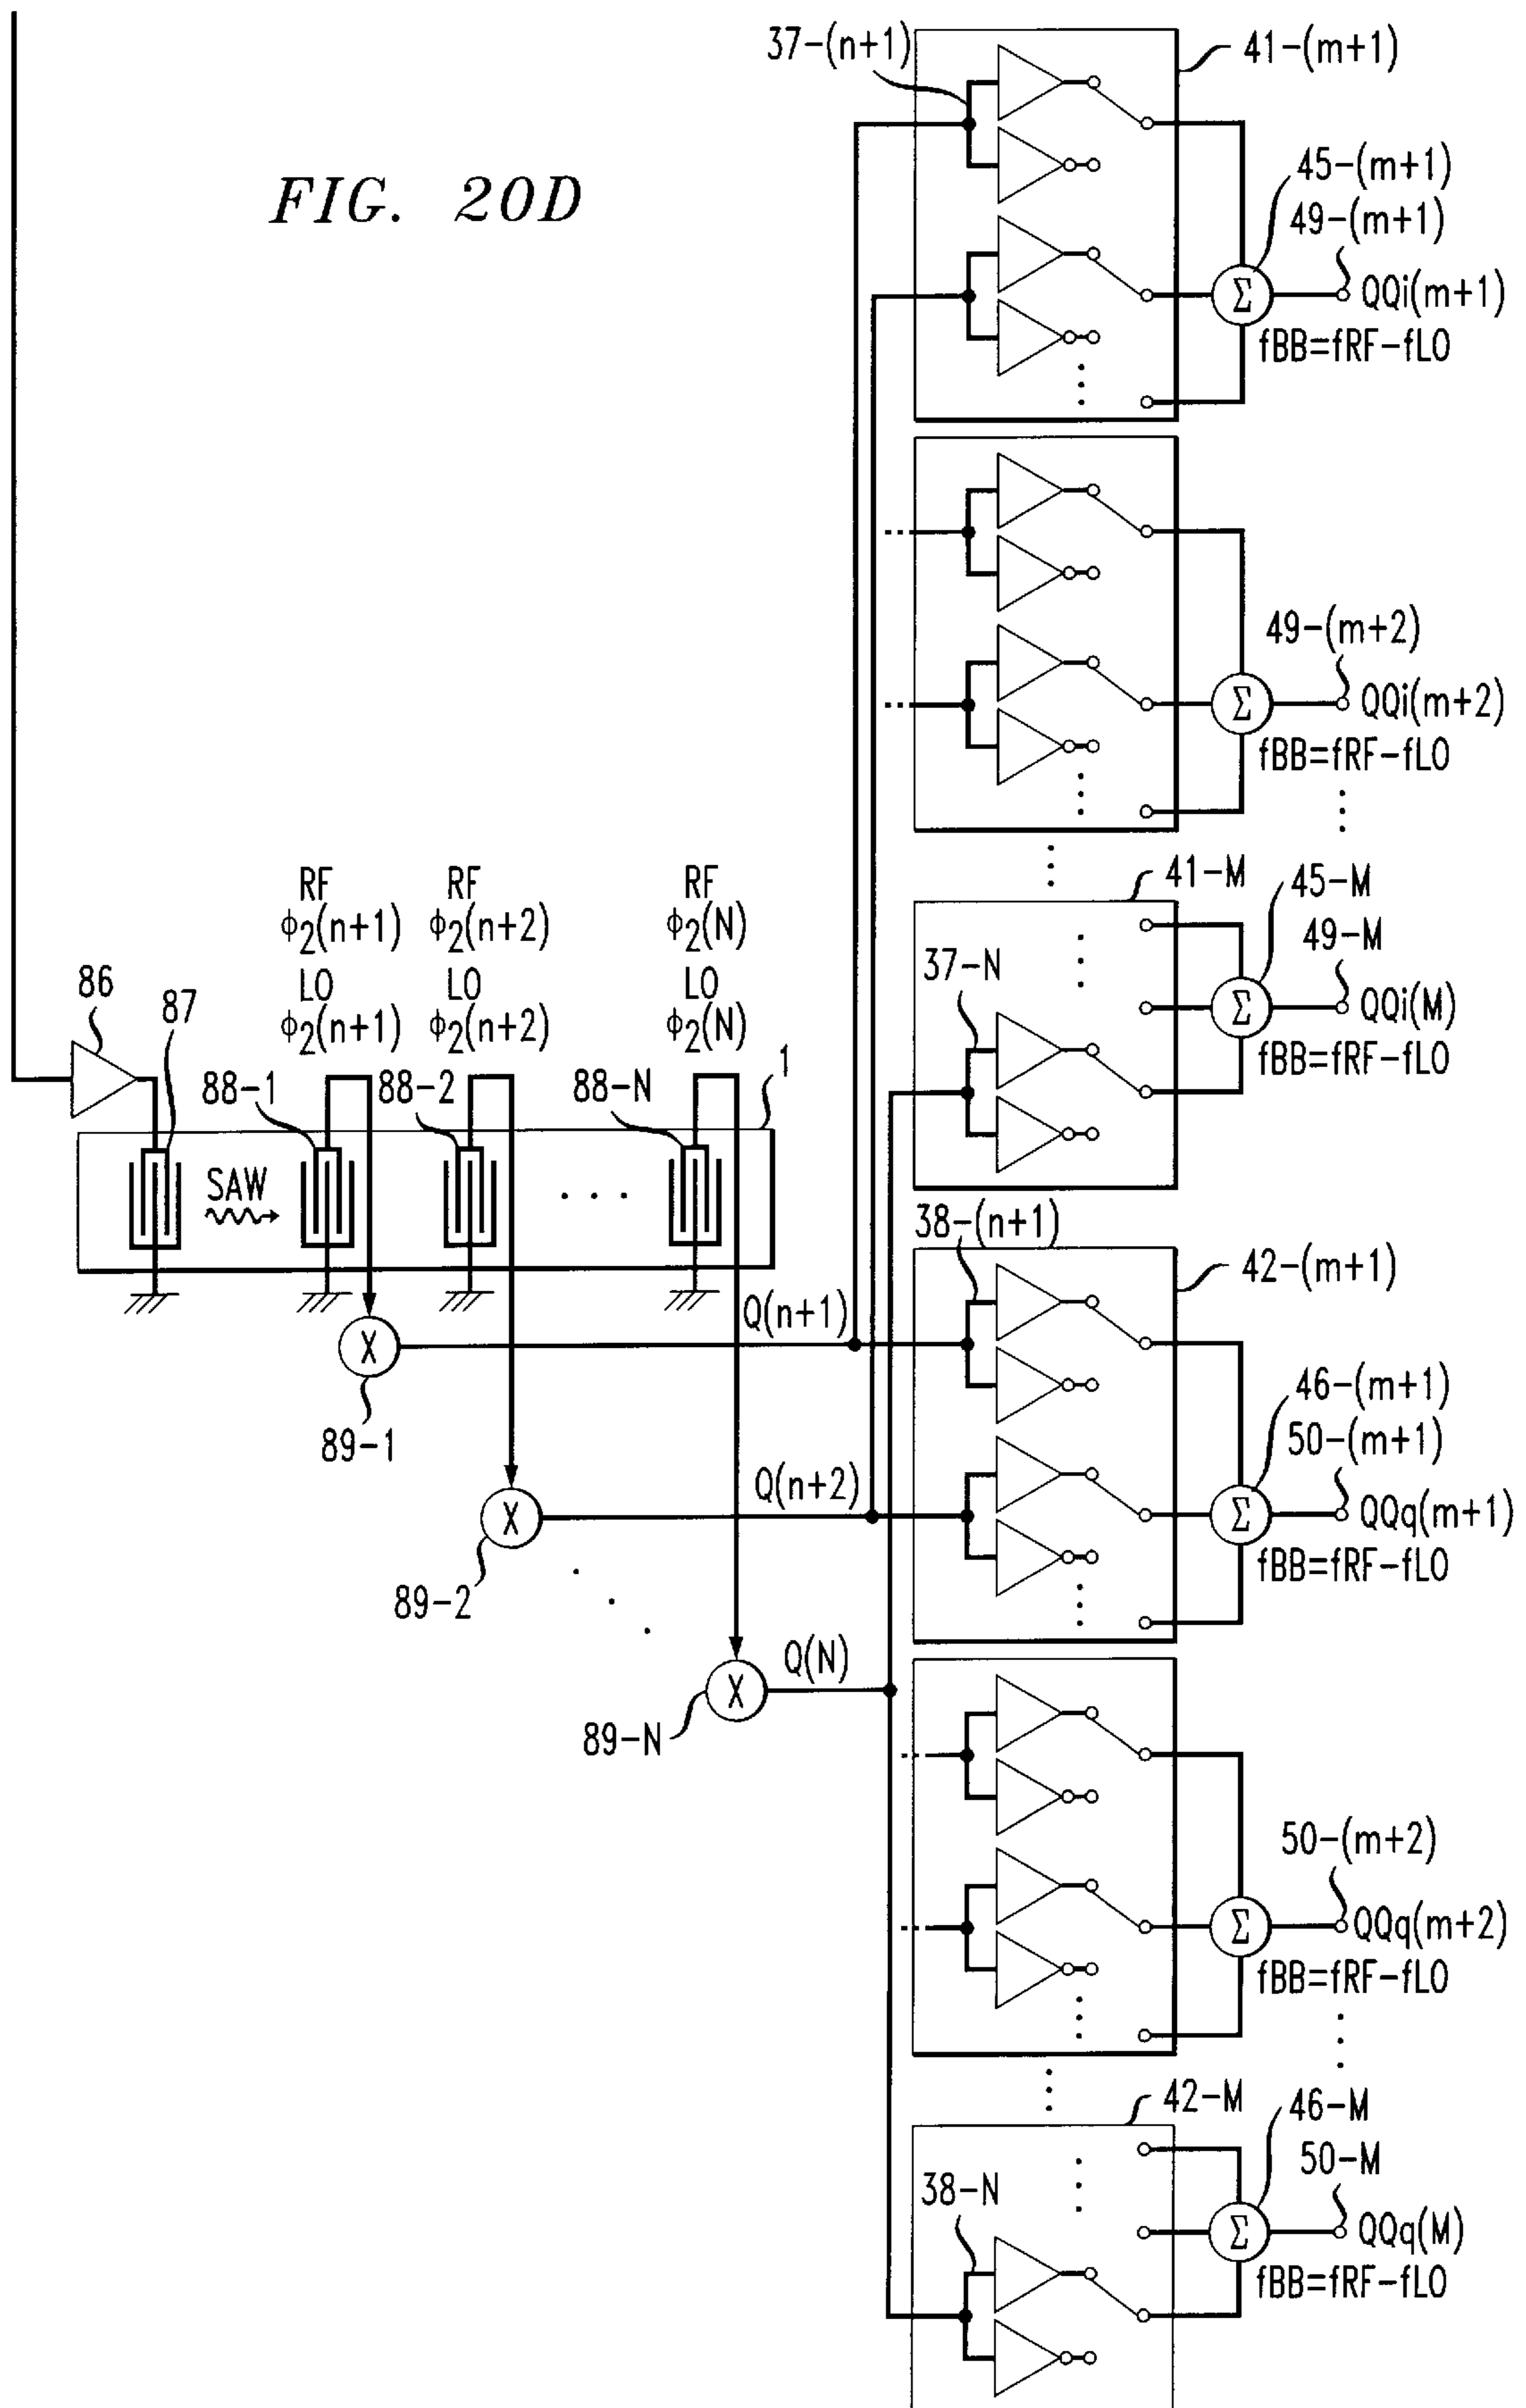 37-(n+1)
41-(m+1)
FIG. 20D
45-(m+1)
49-(m+1)
Σ
QQi(m+1)
fBB=fRF-fLO
49-(m+2)
Σ
QQi(m+2)
fBB=fRF-fLO
41-M
45-M
49-M
37-N
Σ
QQi(M)
fBB=fRF-fLO
RF
ϕ2(n+1)
LO
ϕ2(n+1)
RF
ϕ2(n+2)
LO
ϕ2(n+2)
RF
ϕ2(N)
LO
ϕ2(N)
86
87
88-1
88-2
88-N
1
SAW
38-(n+1)
42-(m+1)
Q(n+1)
X
89-1
46-(m+1)
50-(m+1)
Q(n+2)
X
89-2
Σ
QQq(m+1)
fBB=fRF-fLO
Q(N)
X
89-N
50-(m+2)
Σ
QQq(m+2)
fBB=fRF-fLO
42-M
46-M
50-M
38-N
Σ
QQq(M)
fBB=fRF-fLO